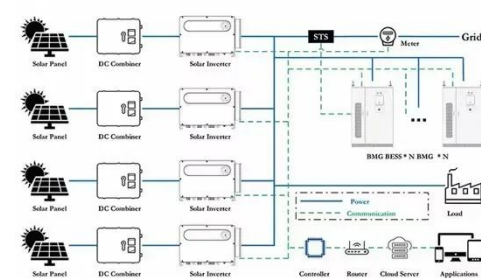 STS
Meter
Grid
Solar Panel
DC Combiner
Solar Inverter
Solar Panel
DC Combiner
Solar Inverter
BMG BESS * N BMG * N
Solar Panel
DC Combiner
Solar Inverter
Power
Communication
Load
Solar Panel
DC Combiner
Solar Inverter
Controller
Router
Cloud Server
Applications